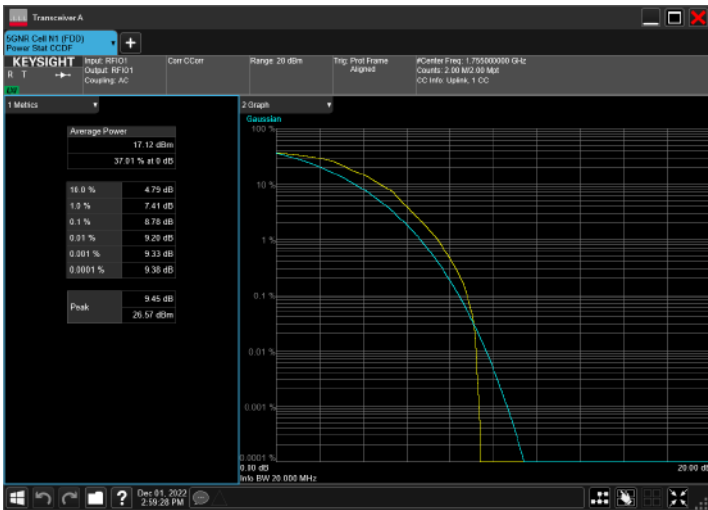 Transceiver A
5GNR Cell N1 (FDD)
Power Stat CCDF
KEYSIGHT
R T
Input: RFIO1
Output: RFIO1
Coupling: AC
Corr CCorr
Range: 20 dBm
Trig: Prot Frame
Aligned
#Center Freq: 1.755000000 GHz
Counts: 2.00 M/2.00 Mpt
CC Info: Uplink, 1 CC
1 Metrics
Average Power
17.12 dBm
37.01 % at 0 dB
10.0 % 4.79 dB
1.0 % 7.41 dB
0.1 % 8.78 dB
0.01 % 9.20 dB
0.001 % 9.33 dB
0.0001 % 9.38 dB
Peak
9.45 dB
26.57 dBm
2 Graph
Gaussian
100 %
10 %
1 %
0.1 %
0.01 %
0.001 %
0.0001 %
0.00 dB
20.00 dB
Info BW 20.000 MHz
Dec 01, 2022
2:59:28 PM